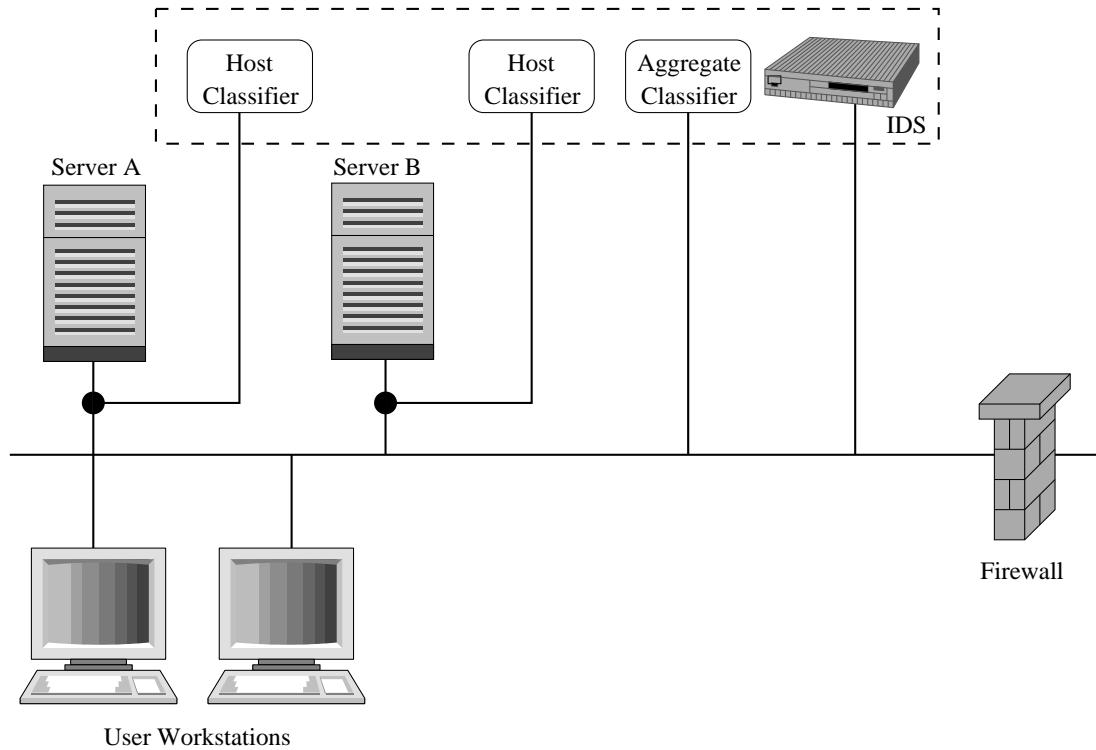 Host
Classifier
Host
Classifier
Aggregate
Classifier
IDS
Server A
Server B
Firewall
User Workstations